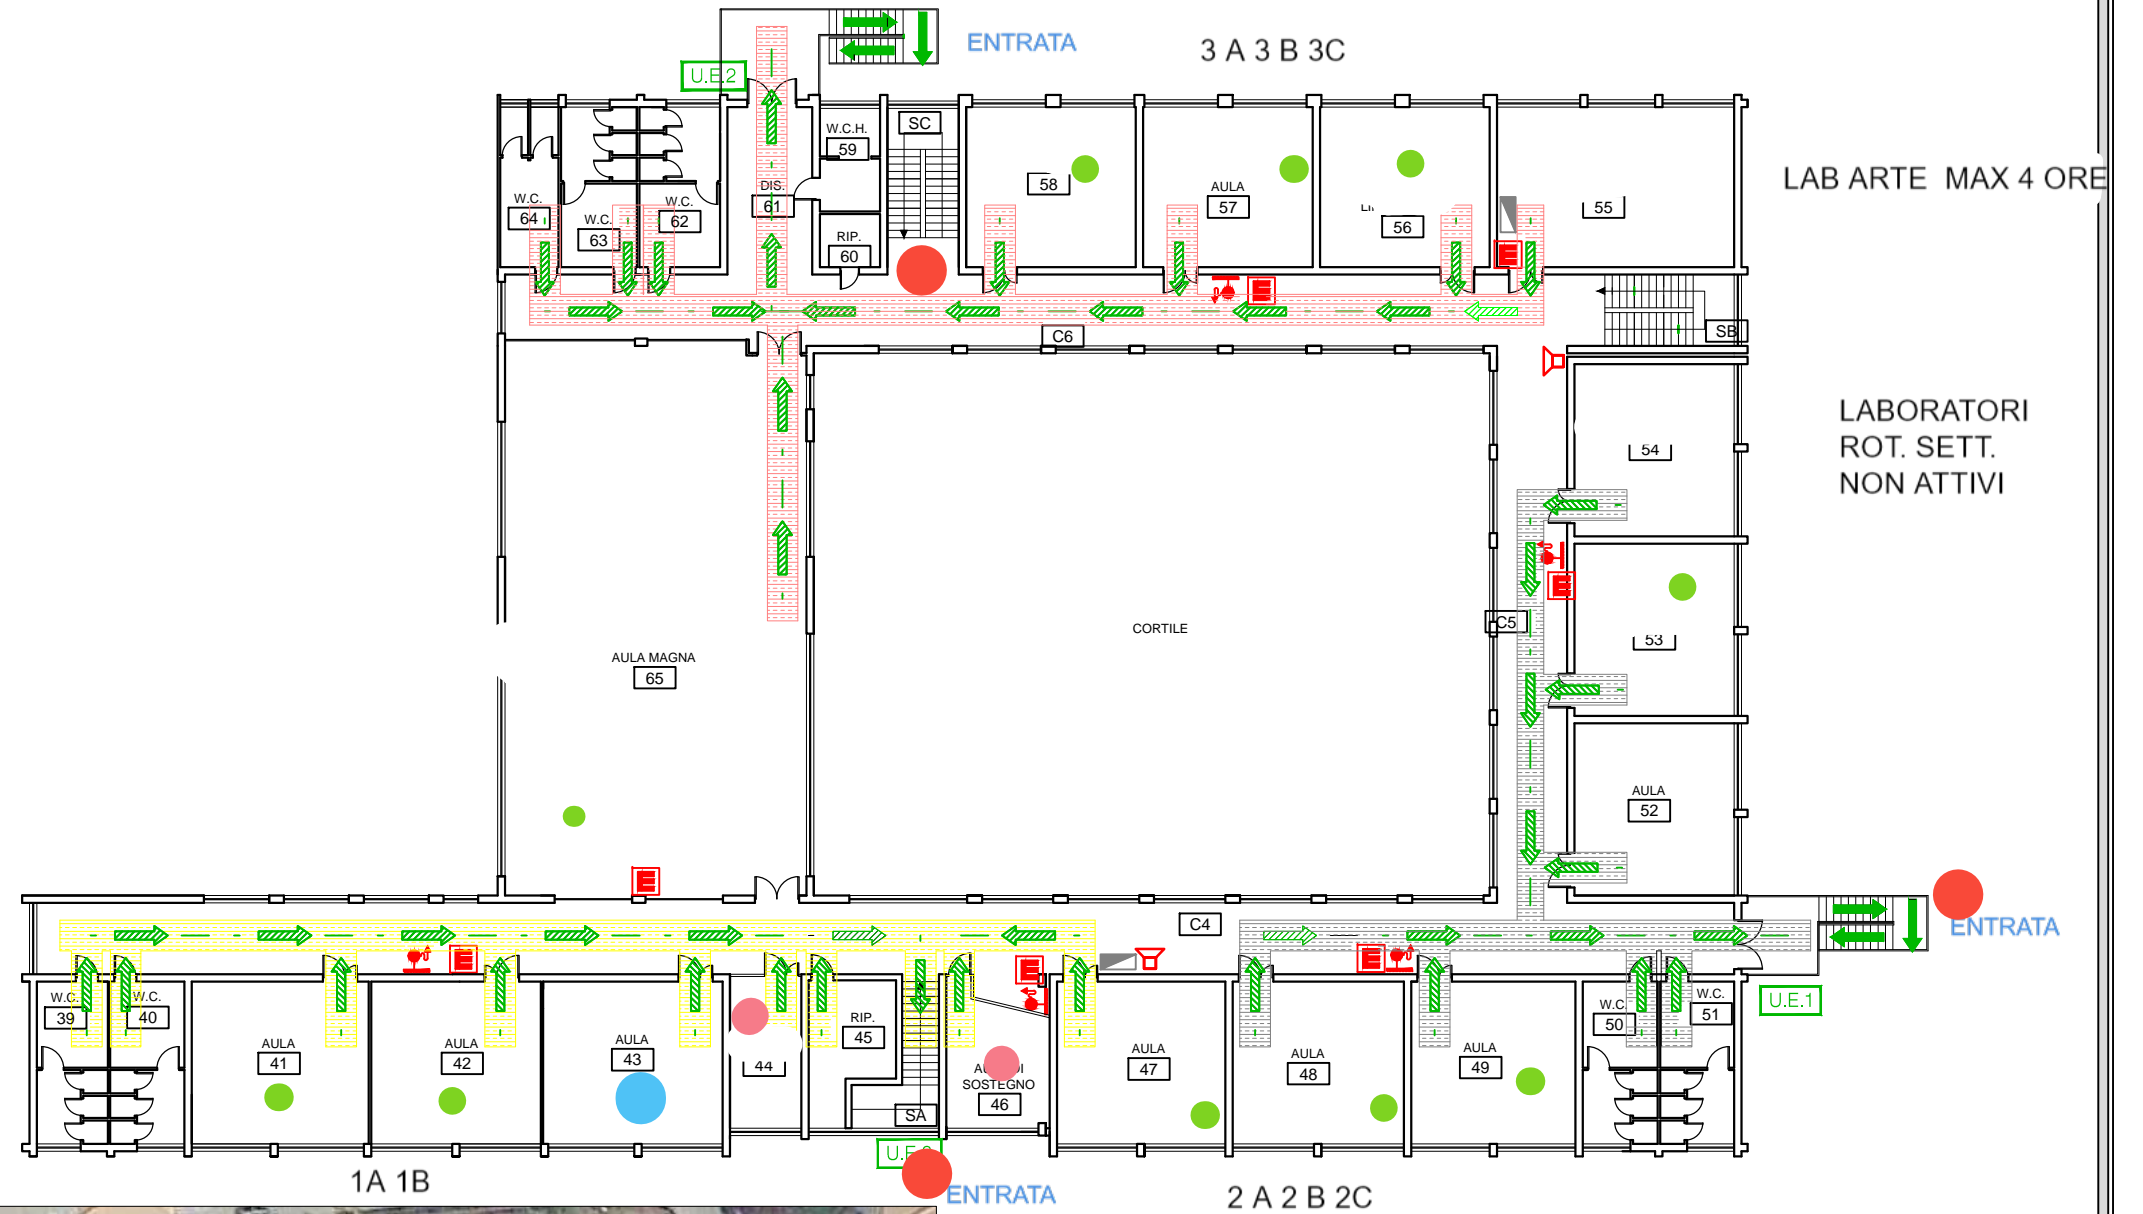 ENTRATA
3 A 3 B 3C
U.E.2
SC
W.C.H.
59
58
AULA
57
56
55
LAB ARTE  MAX 4 ORE
W.C.
64
W.C.
63
W.C.
62
DIS.
61
RIP.
60
C6
SB
LABORATORI
ROT. SETT.
NON ATTIVI
54
53
C5
CORTILE
AULA MAGNA
65
AULA
52
C4
ENTRATA
U.E.1
W.C.
39
W.C.
40
AULA
41
AULA
42
AULA
43
44
RIP.
45
SA
SOSTEGNO
46
AULA
47
AULA
48
AULA
49
W.C.
50
W.C.
51
1A 1B
ENTRATA
2 A 2 B 2C